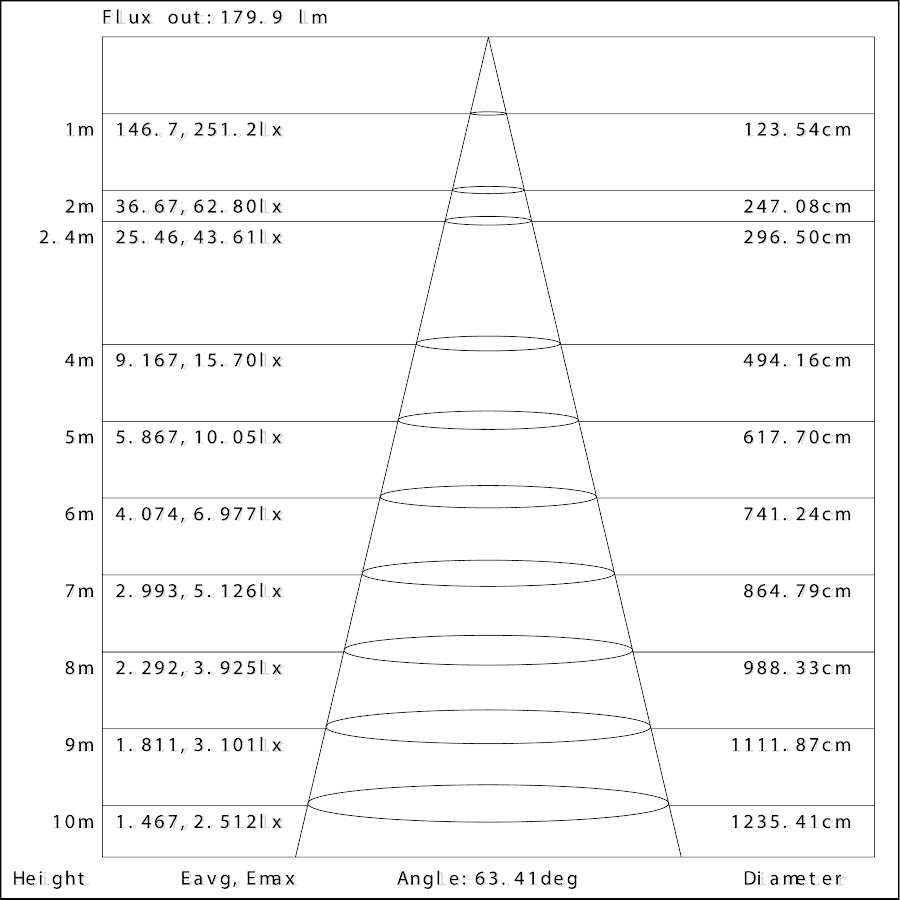 Flux out:179.9 lm
1m 146.7,251.2lx 123.54cm
2m 36.67,62.80lx 247.08cm
2.4m 25.46,43.61lx 296.50cm
4m 9.167,15.70lx 494.16cm
5m 5.867,10.05lx 617.70cm
6m 4.074,6.977lx 741.24cm
7m 2.993,5.126lx 864.79cm
8m 2.292,3.925lx 988.33cm
9m 1.811,3.101lx 1111.87cm
10m 1.467,2.512lx 1235.41cm
Height Eavg,Emax Angle:63.41deg Diameter